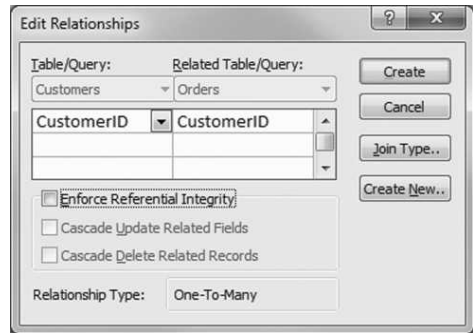 Edit Relationships
?
Table/Query: Related Table/Query:
Create
Customers Orders
Cancel
CustomerID CustomerID
Join Type..
Create New..
Enforce Referential Integrity
Cascade Update Related Fields
Cascade Delete Related Records
Relationship Type: One-To-Many